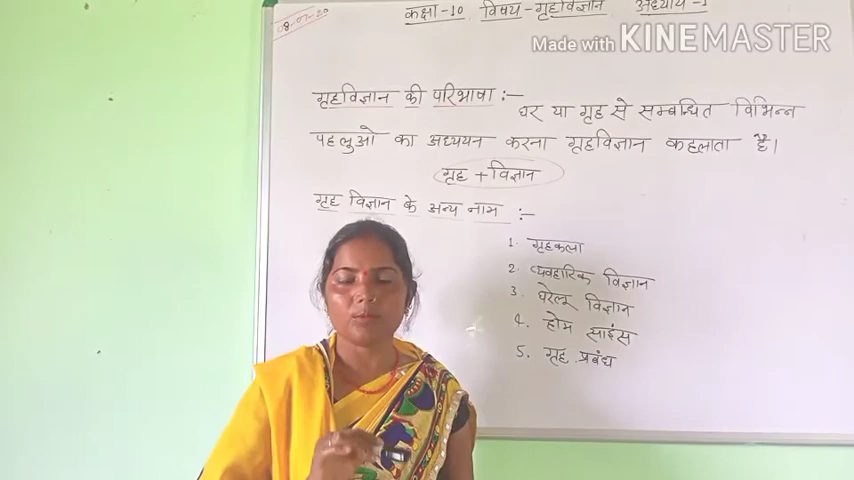 08-07-20
कक्षा-10 विषय-गृहविज्ञान अध्याय-1
Made with KINEMASTER
गृहविज्ञान की परिभाषा :-
घर या गृह से सम्बन्धित विभिन्न
पहलुओ का अध्ययन करना गृहविज्ञान कहलाता है।
गृह + विज्ञान
गृह विज्ञान के अन्य नाम :-
1. गृहकला
2. व्यवहारिक विज्ञान
3. घरेलू विज्ञान
4. होम साइंस
5. गृह प्रबंध